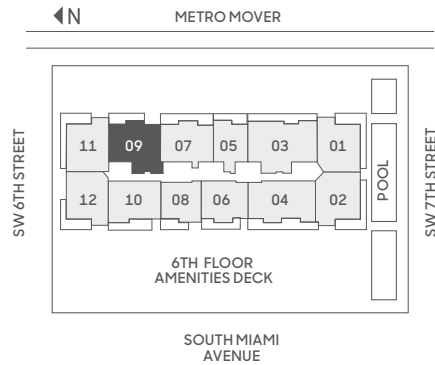 N
METRO MOVER
SW 6TH STREET
11 09 07 05 03 01
12 10 08 06 04 02
POOL
SW 7TH STREET
6TH FLOOR
AMENITIES DECK
SOUTH MIAMI
AVENUE